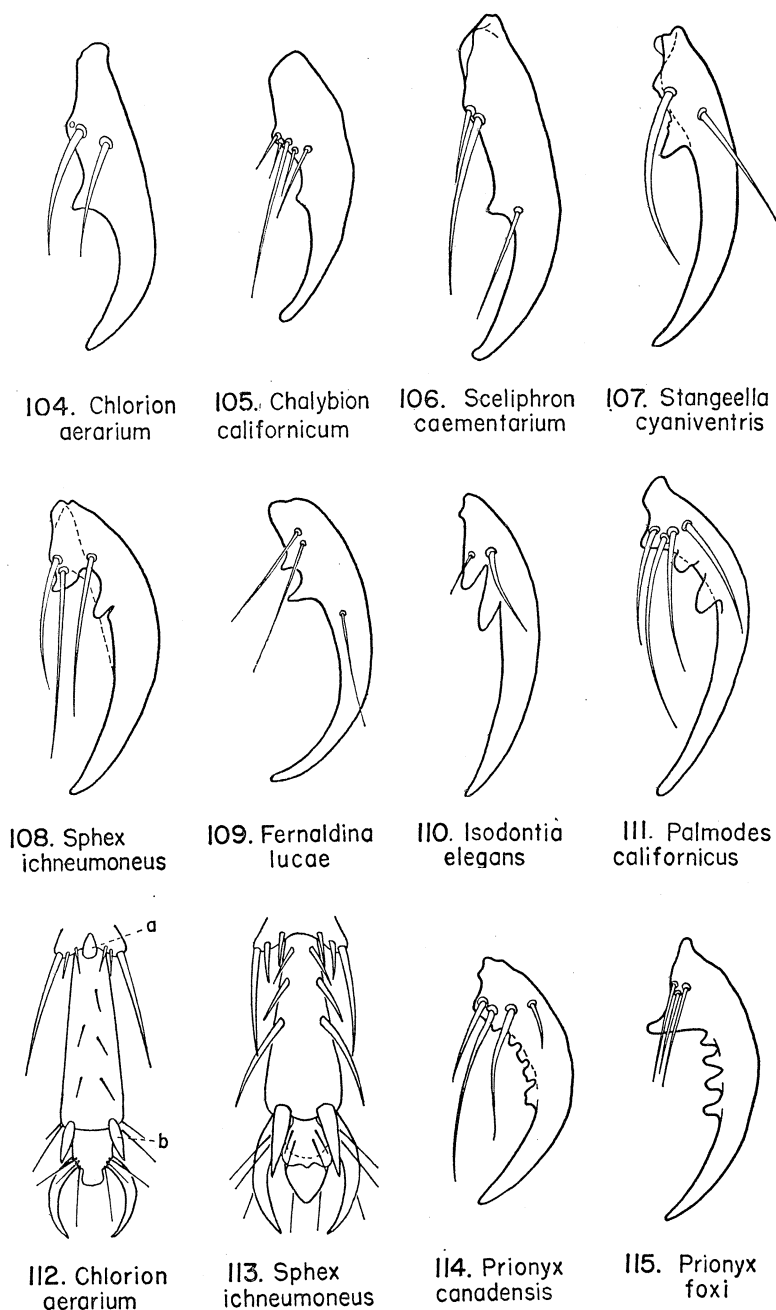 104. Chlorion
aerarium
105. Chalybion
californicum
106. Sceliphron
caementarium
107. Stangeella
cyaniventris
108. Sphex
ichneumoneus
109. Fernaldina
lucae
110. Isodontia
elegans
111. Palmodes
californicus
a
b
112. Chlorion
aerarium
113. Sphex
ichneumoneus
114. Prionyx
canadensis
115. Prionyx
foxi